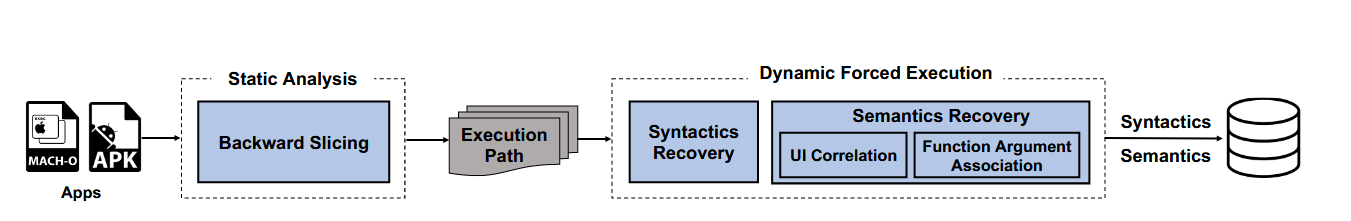 Static Analysis
Dynamic Forced Execution
exec
MACH-O
APK
Apps
Backward Slicing
Execution
Path
Syntactics
Recovery
Semantics Recovery
UI Correlation
Function Argument
Association
Syntactics
Semantics